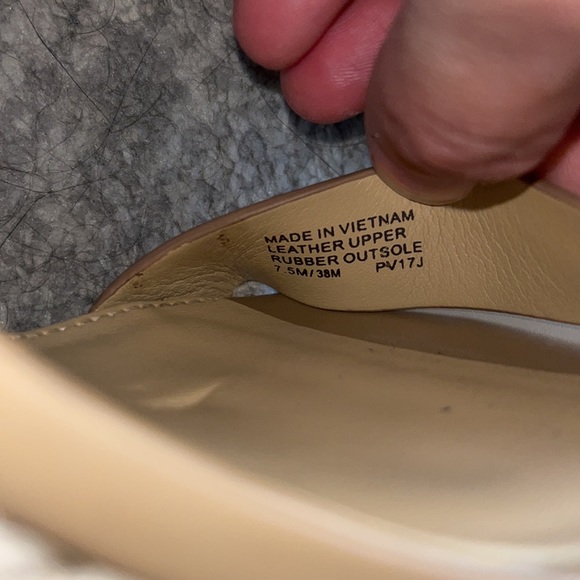 MADE IN VIETNAM
LEATHER UPPER
RUBBER OUTSOLE
7.5M/38M PV17J